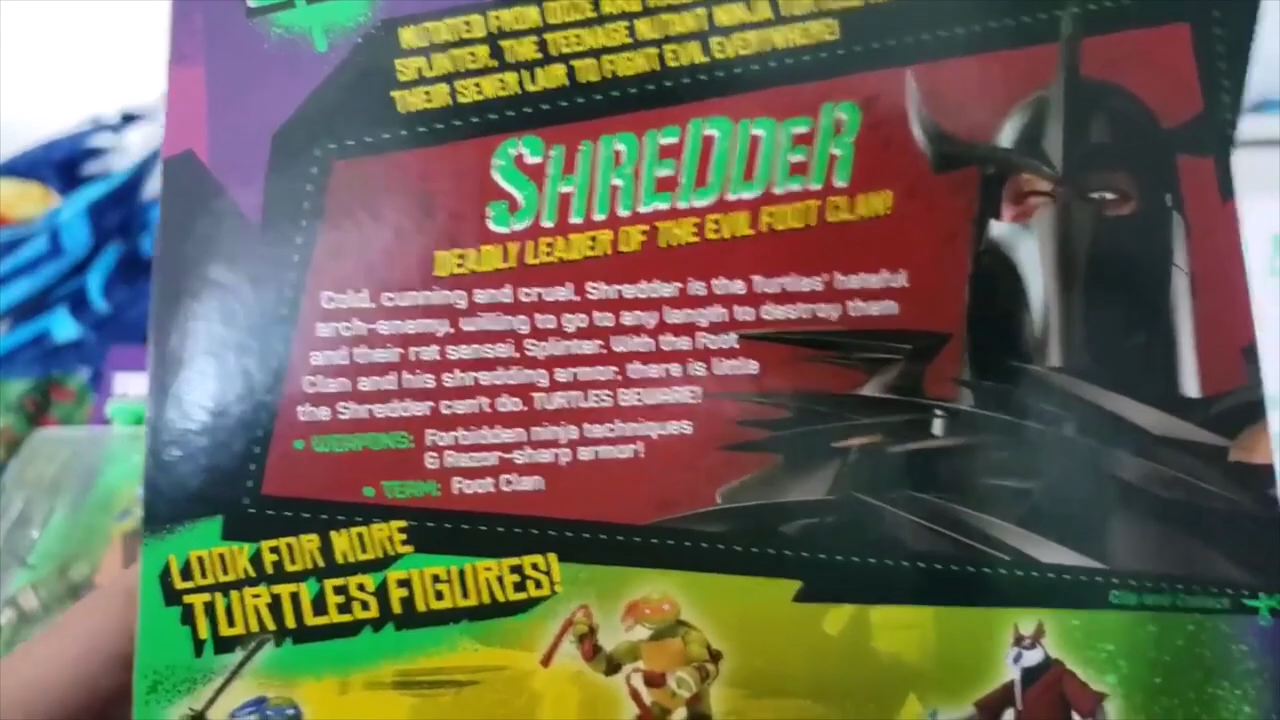 MUTATED FROM OOZE AND
SPLINTER, THE TEENAGE MUTANT NINJA TURTLES
THEIR SEWER LAIR TO FIGHT EVIL EVERYWHERE!
SHREDDER
DEADLY LEADER OF THE EVIL FOOT CLAN!
Cold, cunning and cruel, Shredder is the Turtles' hateful
arch-enemy, willing to go to any length to destroy them
and their rat sensei, Splinter. With the Foot
Clan and his shredding armor, there is little
the Shredder can't do. TURTLES BEWARE!
• WEAPONS: Forbidden ninja techniques
& Razor-sharp armor!
• TEAM: Foot Clan
LOOK FOR MORE
TURTLES FIGURES!
Clip and Collect